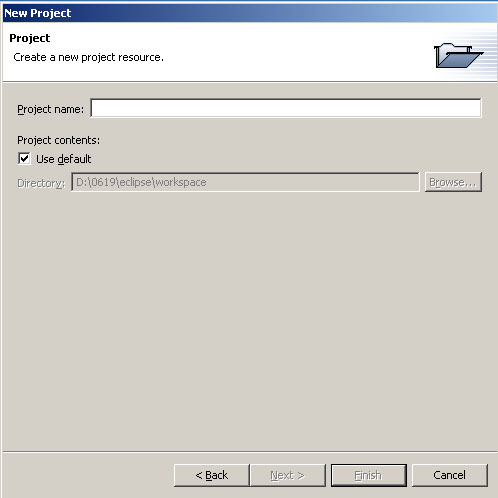 New Project
Project
Create a new project resource.
Project name:
Project contents:
Use default
Directory: D:\0619\eclipse\workspace Browse...
< Back Next > Finish Cancel